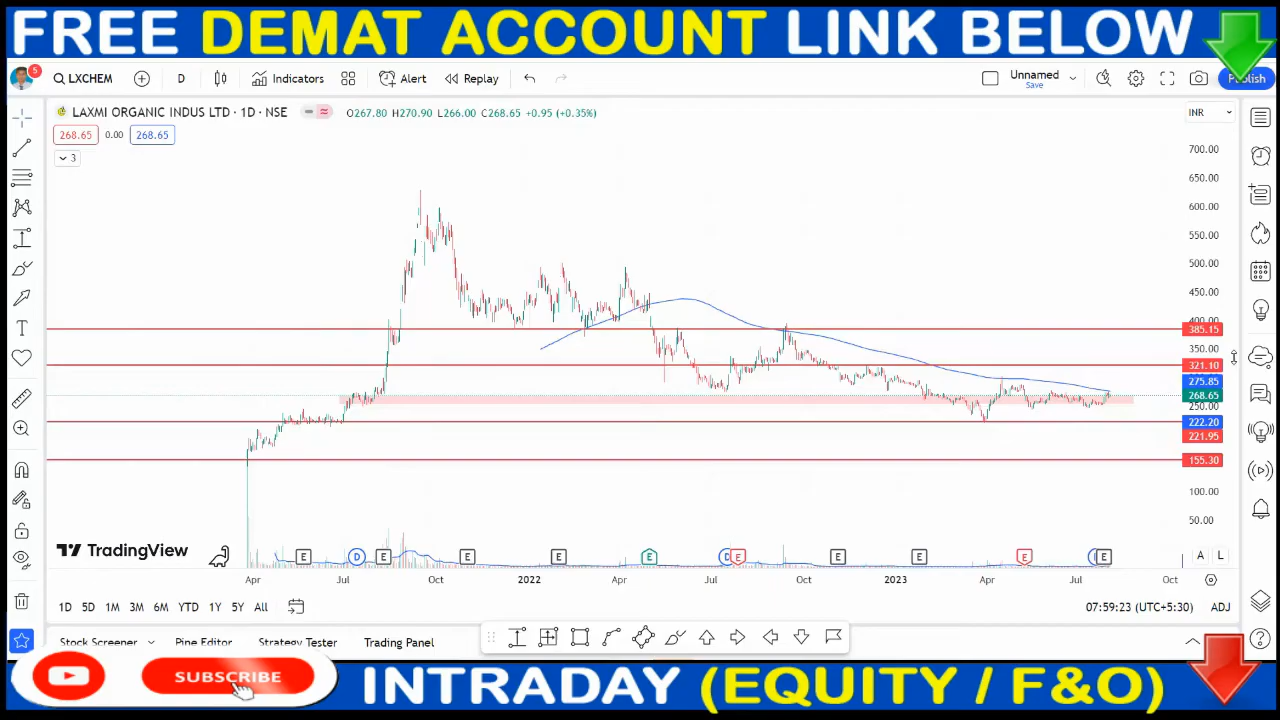 FREE DEMAT ACCOUNT LINK BELOW
5
LXCHEM
D
Indicators
Alert
Replay
Unnamed
Save
Publish
LAXMI ORGANIC INDUS LTD · 1D · NSE
O267.80 H270.90 L266.00 C268.65 +0.95 (+0.35%)
INR
268.65 0.00 268.65
3
700.00
650.00
600.00
550.00
500.00
450.00
400.00
385.15
350.00
321.10
275.85
268.65
250.00
222.20
221.95
155.30
100.00
50.00
TradingView
E D E E E E D E E E E E
A L
Apr Jul Oct 2022 Apr Jul Oct 2023 Apr Jul Oct
1D 5D 1M 3M 6M YTD 1Y 5Y All
07:59:23 (UTC+5:30) ADJ
Stock Screener Pine Editor Strategy Tester Trading Panel
SUBSCRIBE
INTRADAY (EQUITY / F&O)